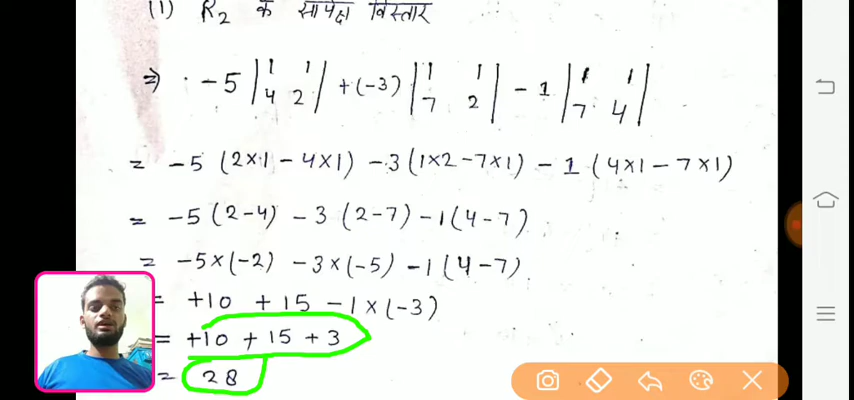 (1) R₂ के सापेक्ष विस्तार
⇒ -5 |1 1; 4 2| + (-3) |1 1; 7 2| - 1 |1 1; 7 4|
= -5 (2×1 - 4×1) - 3 (1×2 - 7×1) - 1 (4×1 - 7×1)
= -5 (2-4) - 3 (2-7) - 1 (4-7)
= -5×(-2) - 3×(-5) - 1 (4-7)
= +10 + 15 - 1×(-3)
= +10 + 15 + 3
= 28